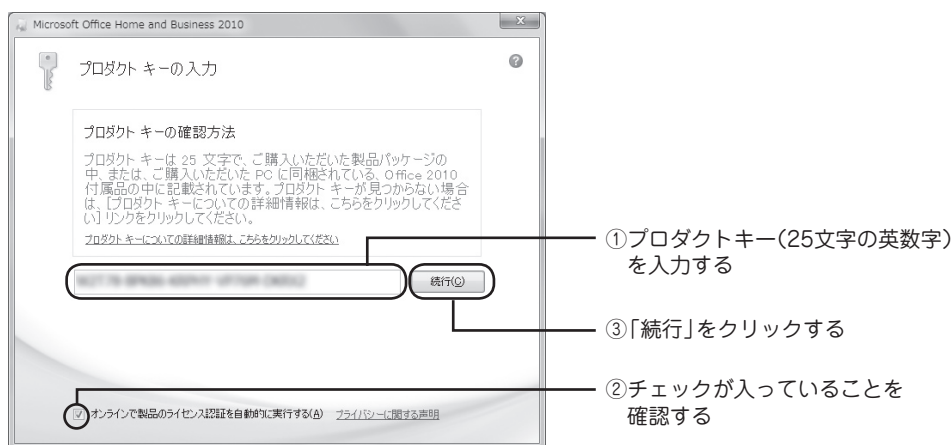 Microsoft Office Home and Business 2010
プロダクト キーの入力
プロダクト キーの確認方法
プロダクト キーは 25 文字で、ご購入いただいた製品パッケージの
中、または、ご購入いただいた PC に同梱されている、Office 2010
付属品の中に記載されています。プロダクト キーが見つからない場合
は、[プロダクト キーについての詳細情報は、こちらをクリックしてくださ
い] リンクをクリックしてください。
プロダクト キーについての詳細情報は、こちらをクリックしてください
続行(C)
オンラインで製品のライセンス認証を自動的に実行する(A) プライバシーに関する声明
①プロダクトキー(25文字の英数字)
を入力する
③「続行」をクリックする
②チェックが入っていることを
確認する